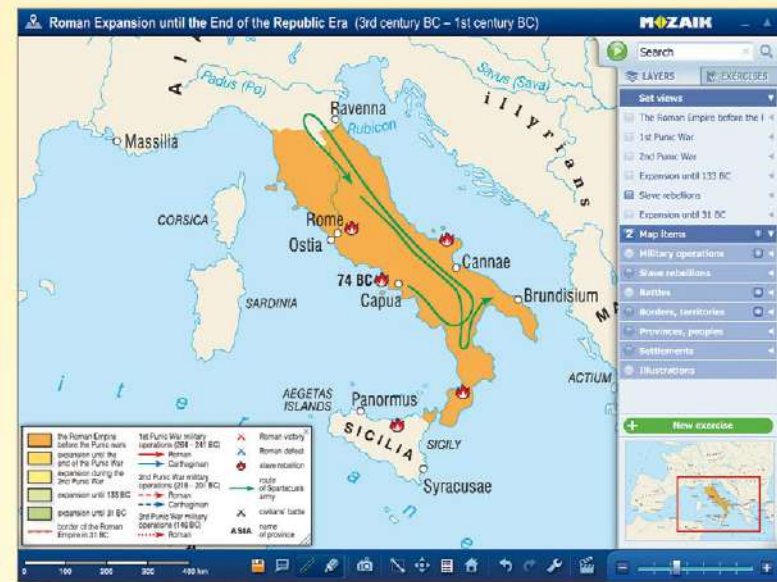 Roman Expansion until the End of the Republic Era (3rd century BC – 1st century BC)
MOZAIK
Search
LAYERS
EXERCISES
Set views
The Roman Empire before the
1st Punic War
2nd Punic War
Expansion until 133 BC
Slave rebellions
Expansion until 31 BC
Map items
Military operations
Slave rebellions
Battles
Borders, territories
Provinces, peoples
Settlements
Illustrations
New exercise
A
Padus (Po)
Savus (Sava)
illyrians
Ravenna
Rubicon
Massilia
CORSICA
Rome
Ostia
Cannae
74 BC
Capua
Brundisium
SARDINIA
MA
ACTIUM
AEGETAS
ISLANDS
Panormus
SICILIA
SICILY
Syracusae
the Roman Empire
before the Punic wars
expansion until the
end of the Punic War
expansion during the
2nd Punic War
expansion until 133 BC
expansion until 31 BC
border of the Roman
Empire in 31 BC
1st Punic War military
operations (264 – 241 BC)
Roman
Carthaginian
2nd Punic War military
operations (218 – 201 BC)
Roman
Carthaginian
3rd Punic War military
operations (146 BC)
Roman
Roman victory
Roman defeat
slave rebellion
route
of Spartacus's
army
civilians' battle
ASIA
name
of province
0 100 200 300 400 km